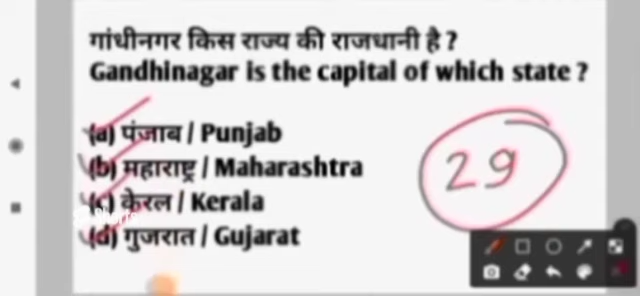 गांधीनगर किस राज्य की राजधानी है ?
Gandhinagar is the capital of which state ?
(a) पंजाब / Punjab
(b) महाराष्ट्र / Maharashtra
(c) केरल / Kerala
(d) गुजरात / Gujarat
29